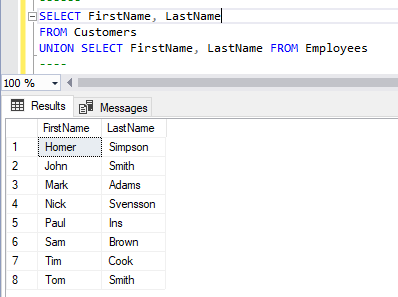 ------
SELECT FirstName, LastName
FROM Customers
UNION SELECT FirstName, LastName FROM Employees
----
100 %
Results Messages
FirstName LastName
1 Homer Simpson
2 John Smith
3 Mark Adams
4 Nick Svensson
5 Paul Ins
6 Sam Brown
7 Tim Cook
8 Tom Smith